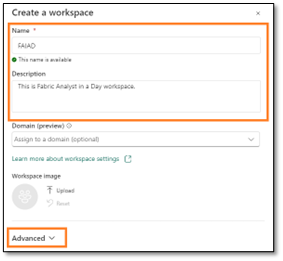 Create a workspace
Name *
FAIAD
This name is available
Description
This is Fabric Analyst in a Day workspace.
Domain (preview)
Assign to a domain (optional)
Learn more about workspace settings
Workspace image
Upload
Reset
Advanced